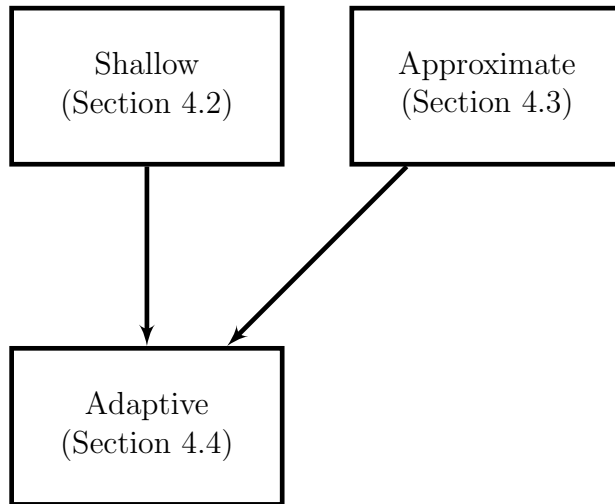 Shallow
(Section 4.2)
Approximate
(Section 4.3)
Adaptive
(Section 4.4)